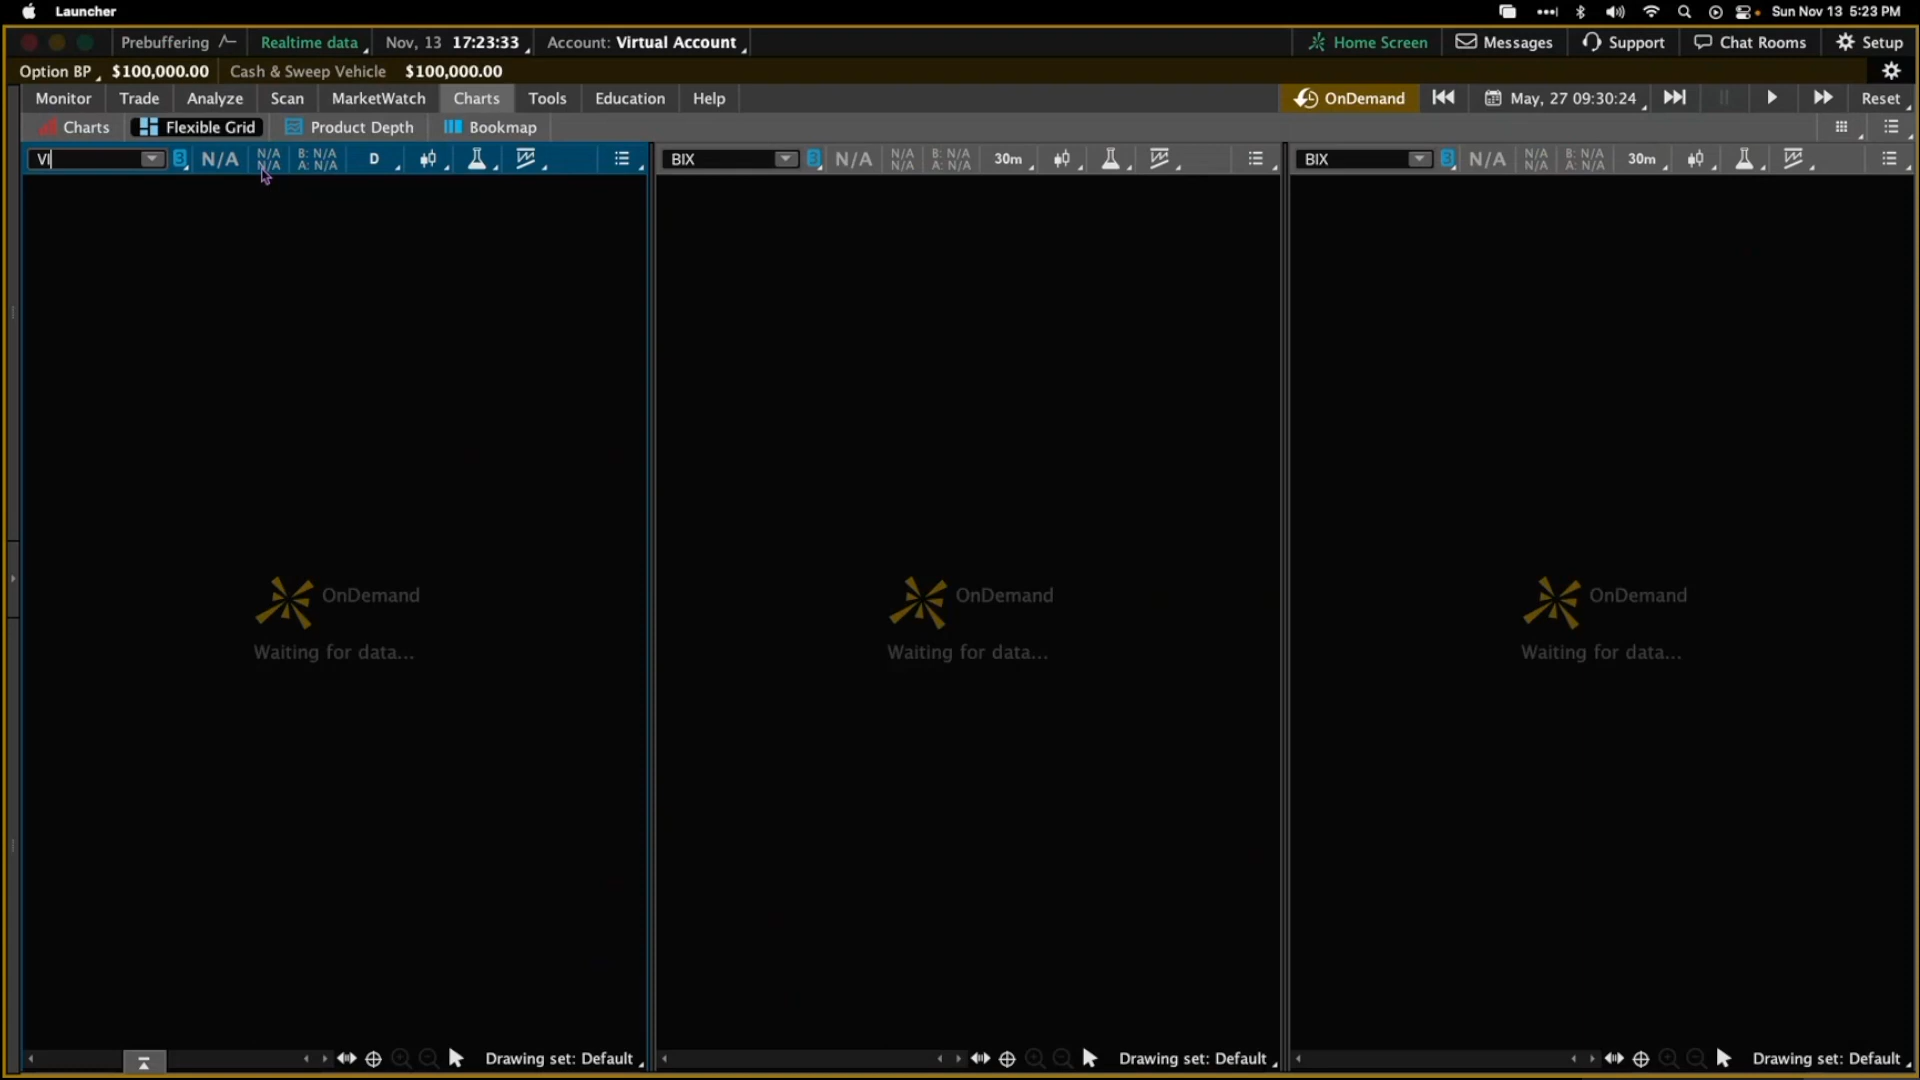 Launcher
Sun Nov 13 5:23 PM
Prebuffering Realtime data Nov, 13 17:23:33 Account: Virtual Account Home Screen Messages Support Chat Rooms Setup
Option BP $100,000.00 Cash & Sweep Vehicle $100,000.00
Monitor Trade Analyze Scan MarketWatch Charts Tools Education Help OnDemand May, 27 09:30:24 Reset
Charts Flexible Grid Product Depth Bookmap
VI 3 N/A N/A N/A B: N/A A: N/A D
BIX 3 N/A N/A N/A B: N/A A: N/A 30m
BIX 3 N/A N/A N/A B: N/A A: N/A 30m
OnDemand
Waiting for data...
OnDemand
Waiting for data...
OnDemand
Waiting for data...
Drawing set: Default
Drawing set: Default
Drawing set: Default